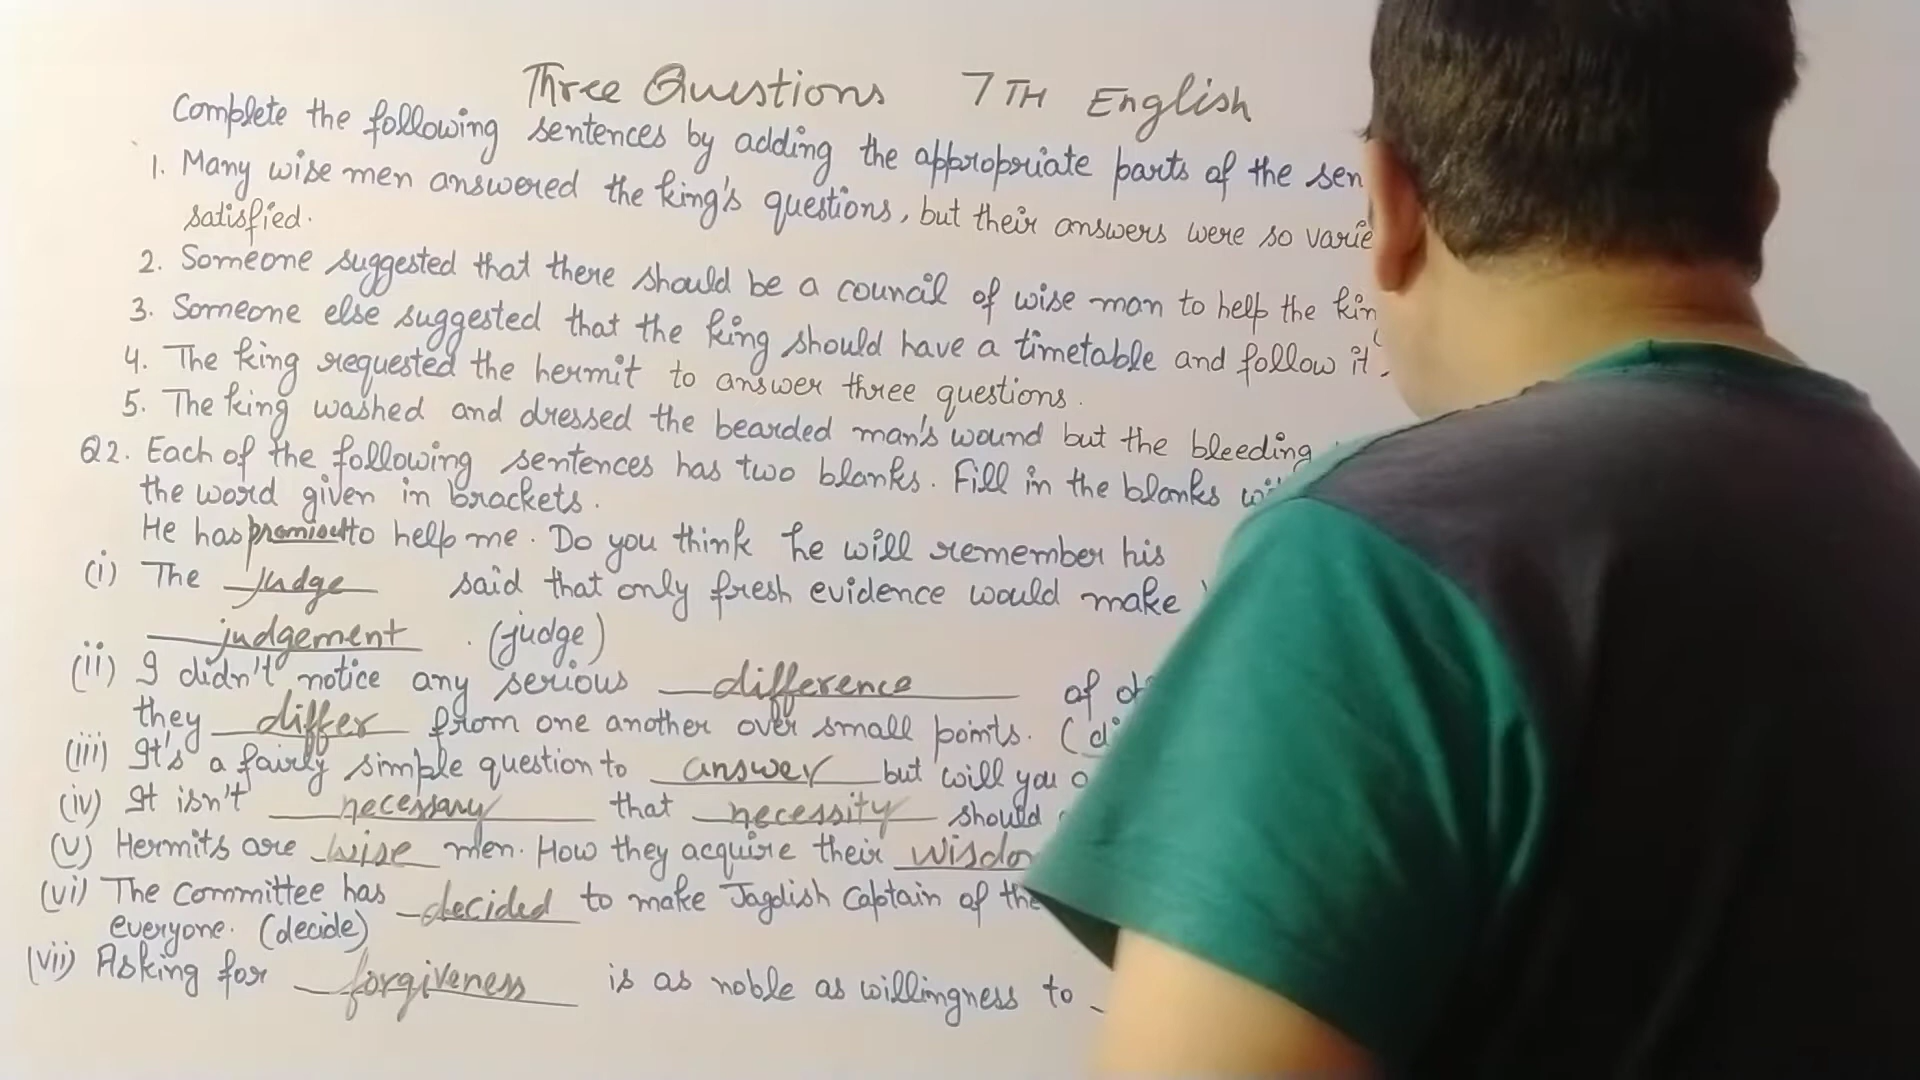 Three Questions 7TH English
Complete the following sentences by adding the appropriate parts of the sen
1. Many wise men answered the king's questions, but their answers were so varie
satisfied.
2. Someone suggested that there should be a council of wise man to help the kin
3. Someone else suggested that the king should have a timetable and follow it
4. The king requested the hermit to answer three questions.
5. The king washed and dressed the bearded man's wound but the bleeding
Q2. Each of the following sentences has two blanks. Fill in the blanks wi
the word given in brackets.
He has to help me. Do you think he will remember his
(i) The judge said that only fresh evidence would make
judgement. (judge)
(ii) I didn't notice any serious difference of
they differ from one another over small points. (di
(iii) It's a fairly simple question to answer but will you a
(iv) It isn't necessary that necessity should
(v) Hermits are wise men. How they acquire their wisdo
(vi) The Committee has decided to make Jagdish Captain of the
everyone. (decide)
(vii) Asking for forgiveness is as noble as willingness to